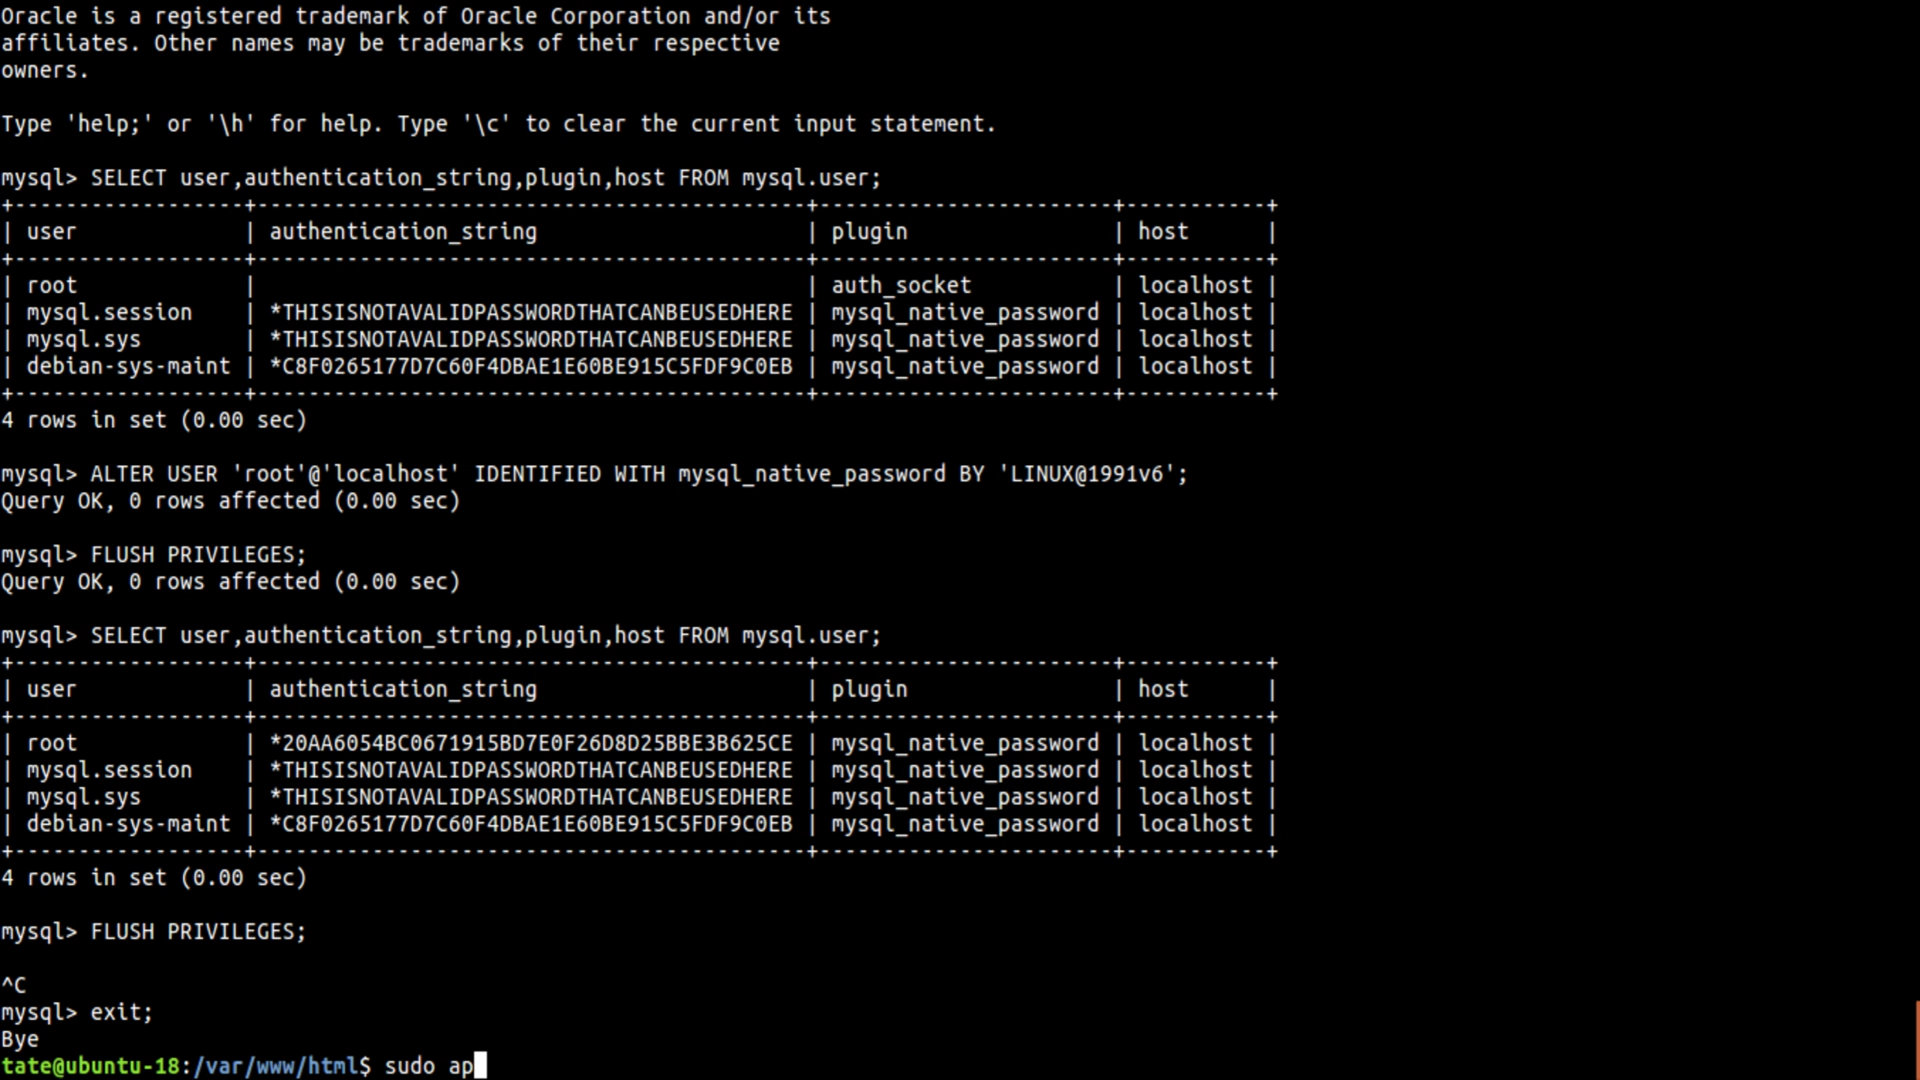 Oracle is a registered trademark of Oracle Corporation and/or its
affiliates. Other names may be trademarks of their respective
owners.
Type 'help;' or '\h' for help. Type '\c' to clear the current input statement.
mysql> SELECT user,authentication_string,plugin,host FROM mysql.user;
+------------------+-------------------------------------------+-----------------------+-----------+
| user             | authentication_string                     | plugin                | host      |
+------------------+-------------------------------------------+-----------------------+-----------+
| root             |                                           | auth_socket           | localhost |
| mysql.session    | *THISISNOTAVALIDPASSWORDTHATCANBEUSEDHERE | mysql_native_password | localhost |
| mysql.sys        | *THISISNOTAVALIDPASSWORDTHATCANBEUSEDHERE | mysql_native_password | localhost |
| debian-sys-maint | *C8F0265177D7C60F4DBAE1E60BE915C5FDF9C0EB | mysql_native_password | localhost |
+------------------+-------------------------------------------+-----------------------+-----------+
4 rows in set (0.00 sec)
mysql> ALTER USER 'root'@'localhost' IDENTIFIED WITH mysql_native_password BY 'LINUX@1991v6';
Query OK, 0 rows affected (0.00 sec)
mysql> FLUSH PRIVILEGES;
Query OK, 0 rows affected (0.00 sec)
mysql> SELECT user,authentication_string,plugin,host FROM mysql.user;
+------------------+-------------------------------------------+-----------------------+-----------+
| user             | authentication_string                     | plugin                | host      |
+------------------+-------------------------------------------+-----------------------+-----------+
| root             | *20AA6054BC0671915BD7E0F26D8D25BBE3B625CE | mysql_native_password | localhost |
| mysql.session    | *THISISNOTAVALIDPASSWORDTHATCANBEUSEDHERE | mysql_native_password | localhost |
| mysql.sys        | *THISISNOTAVALIDPASSWORDTHATCANBEUSEDHERE | mysql_native_password | localhost |
| debian-sys-maint | *C8F0265177D7C60F4DBAE1E60BE915C5FDF9C0EB | mysql_native_password | localhost |
+------------------+-------------------------------------------+-----------------------+-----------+
4 rows in set (0.00 sec)
mysql> FLUSH PRIVILEGES;
^C
mysql> exit;
Bye
tate@ubuntu-18:/var/www/html$ sudo ap